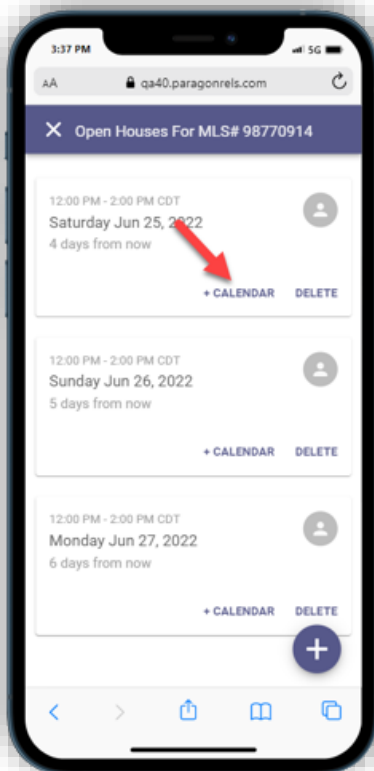 3:37 PM
5G
AA
qa40.paragonrels.com
Open Houses For MLS# 98770914
12:00 PM - 2:00 PM CDT
Saturday Jun 25, 2022
4 days from now
+ CALENDAR DELETE
12:00 PM - 2:00 PM CDT
Sunday Jun 26, 2022
5 days from now
+ CALENDAR DELETE
12:00 PM - 2:00 PM CDT
Monday Jun 27, 2022
6 days from now
+ CALENDAR DELETE
+